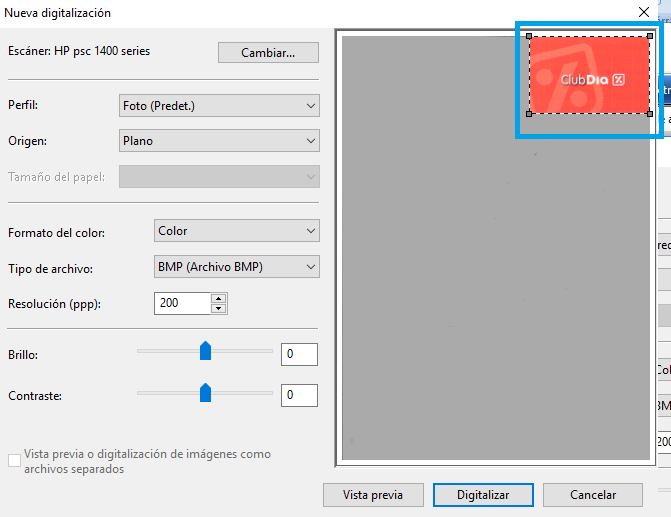 Nueva digitalización
Escáner: HP psc 1400 series
Cambiar...
Perfil:
Foto (Predet.)
Origen:
Plano
Tamaño del papel:
Formato del color:
Color
Tipo de archivo:
BMP (Archivo BMP)
Resolución (ppp):
200
Brillo:
0
Contraste:
0
Vista previa o digitalización de imágenes como
archivos separados
ClubDia %
Vista previa
Digitalizar
Cancelar